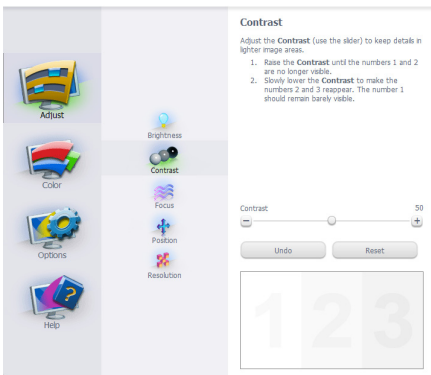 Contrast
Adjust the Contrast (use the slider) to keep details in
lighter image areas.
1. Raise the Contrast until the numbers 1 and 2
are no longer visible.
2. Slowly lower the Contrast to make the
numbers 2 and 3 reappear. The number 1
should remain barely visible.
Adjust
Color
Options
Help
Brightness
Contrast
Focus
Position
Resolution
Contrast 50
Undo Reset
1 2 3